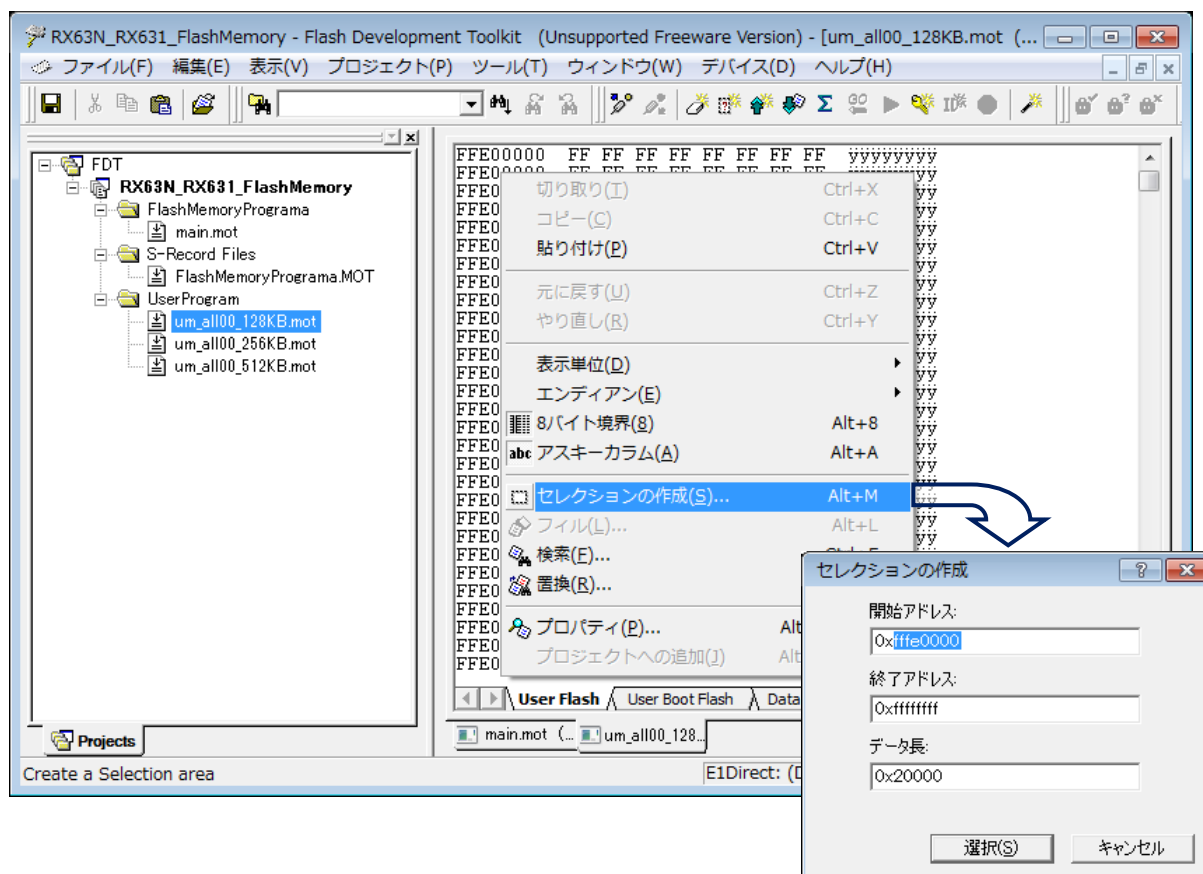 RX63N_RX631_FlashMemory - Flash Development Toolkit (Unsupported Freeware Version) - [um_all00_128KB.mot (...
ファイル(F) 編集(E) 表示(V) プロジェクト(P) ツール(T) ウィンドウ(W) デバイス(D) ヘルプ(H)
FDT
RX63N_RX631_FlashMemory
FlashMemoryPrograma
main.mot
S-Record Files
FlashMemoryPrograma.MOT
UserProgram
um_all00_128KB.mot
um_all00_256KB.mot
um_all00_512KB.mot
Projects
FFE00000 FF FF FF FF FF FF FF FF ÿÿÿÿÿÿÿÿ
切り取り(T) Ctrl+X
コピー(C) Ctrl+C
貼り付け(P) Ctrl+V
元に戻す(U) Ctrl+Z
やり直し(R) Ctrl+Y
表示単位(D)
エンディアン(E)
8バイト境界(8) Alt+8
abc アスキーカラム(A) Alt+A
セレクションの作成(S)... Alt+M
フィル(L)... Alt+L
検索(F)...
置換(R)...
プロパティ(P)... Alt
プロジェクトへの追加(J) Alt
User Flash User Boot Flash Data
main.mot (... um_all00_128...
Create a Selection area
E1Direct: (
セレクションの作成
開始アドレス:
0xfffe0000
終了アドレス:
0xffffffff
データ長:
0x20000
選択(S) キャンセル